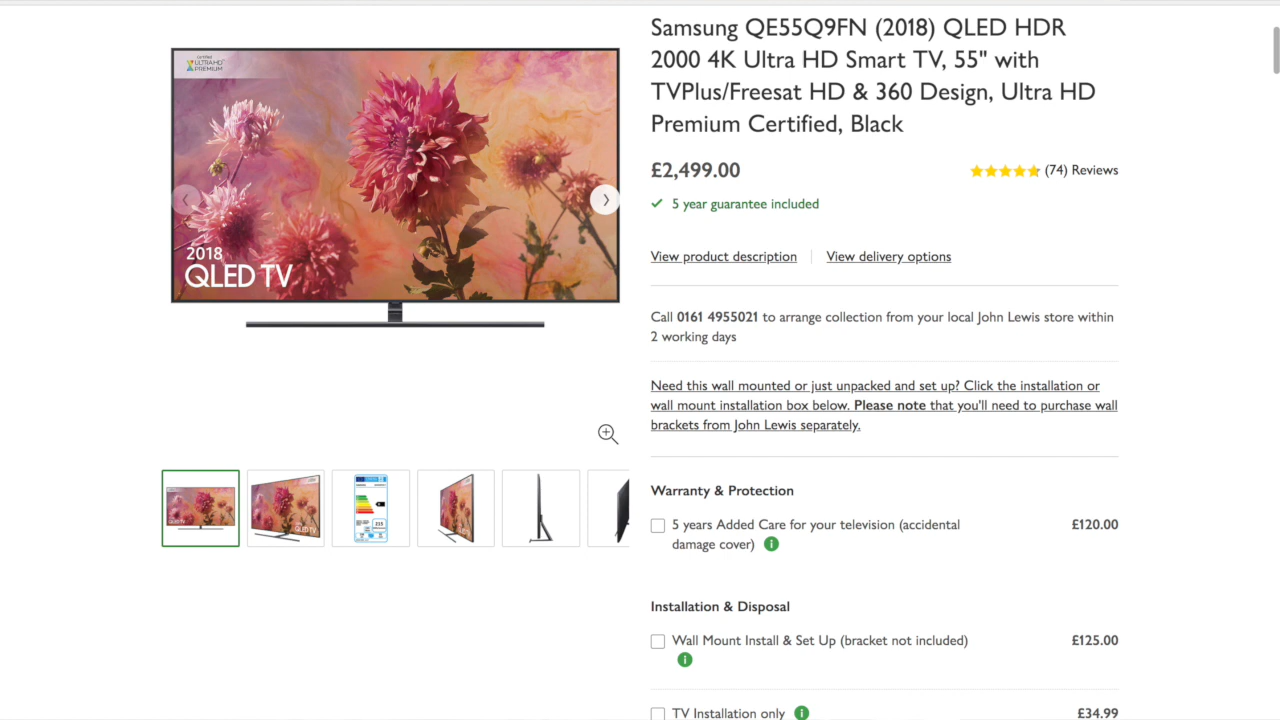 ULTRAHD
PREMIUM
2018
QLED TV
Samsung QE55Q9FN (2018) QLED HDR
2000 4K Ultra HD Smart TV, 55" with
TVPlus/Freesat HD & 360 Design, Ultra HD
Premium Certified, Black
£2,499.00
(74) Reviews
5 year guarantee included
View product description
View delivery options
Call 0161 4955021 to arrange collection from your local John Lewis store within
2 working days
Need this wall mounted or just unpacked and set up? Click the installation or
wall mount installation box below. Please note that you'll need to purchase wall
brackets from John Lewis separately.
Warranty & Protection
5 years Added Care for your television (accidental
damage cover)
£120.00
Installation & Disposal
Wall Mount Install & Set Up (bracket not included)
£125.00
TV Installation only
£34.99